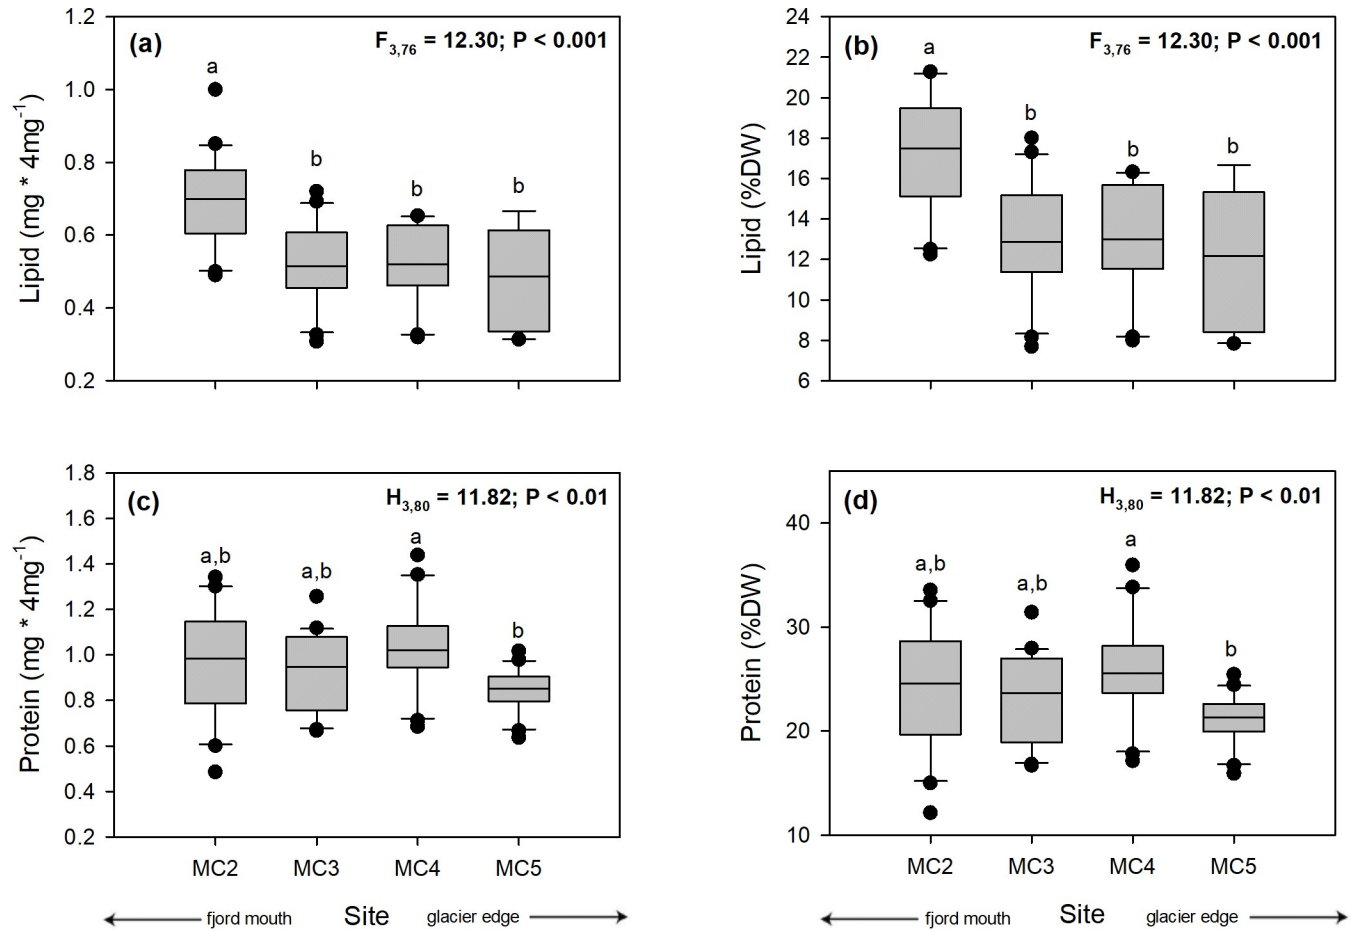 (a) F3,76 = 12.30; P < 0.001
Lipid (mg * 4mg-1)
1.2
1.0
0.8
0.6
0.4
0.2
a
b
b
b
(b) F3,76 = 12.30; P < 0.001
Lipid (%DW)
24
22
20
18
16
14
12
10
8
6
a
b
b
b
(c) H3,80 = 11.82; P < 0.01
Protein (mg * 4mg-1)
1.8
1.6
1.4
1.2
1.0
0.8
0.6
0.4
0.2
a,b
a,b
a
b
MC2 MC3 MC4 MC5
fjord mouth Site glacier edge
(d) H3,80 = 11.82; P < 0.01
Protein (%DW)
40
30
20
10
a,b
a,b
a
b
MC2 MC3 MC4 MC5
fjord mouth Site glacier edge